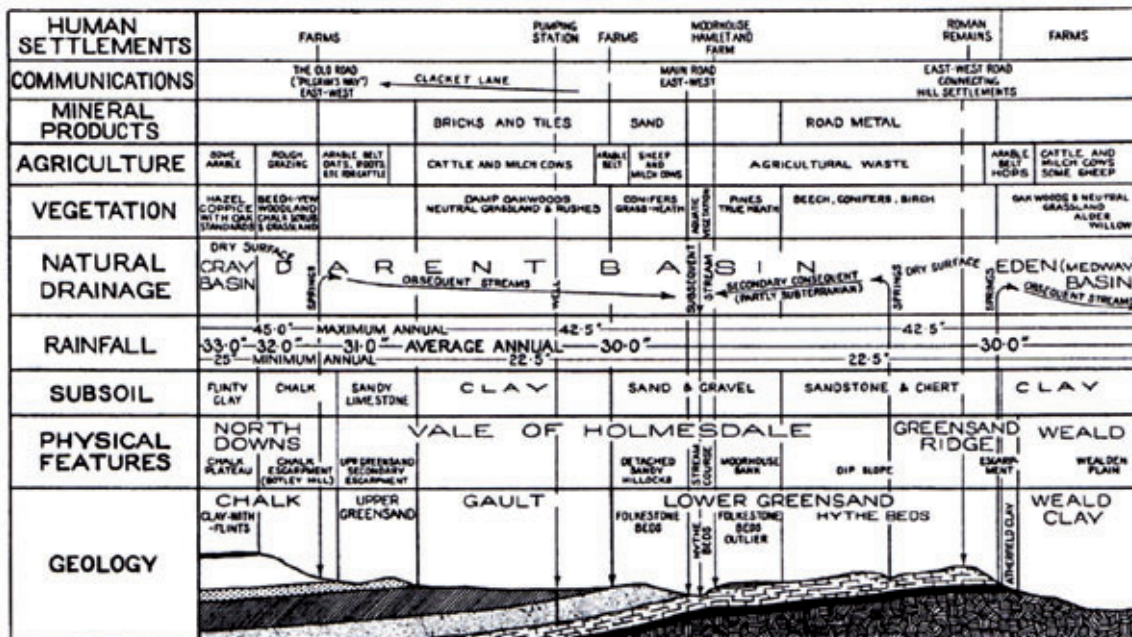 HUMAN
SETTLEMENTS
FARMS
PUMPING
STATION
FARMS
MOORHOUSE
HAMLET AND
FARM
ROMAN
REMAINS
FARMS
COMMUNICATIONS
THE OLD ROAD
("PILGRIM'S WAY")
EAST-WEST
CLACKET LANE
MAIN ROAD
EAST-WEST
EAST-WEST ROAD
CONNECTING
HILL SETTLEMENTS
MINERAL
PRODUCTS
BRICKS AND TILES
SAND
ROAD METAL
AGRICULTURE
SOME
ARABLE
ROUGH
GRAZING
ARABLE BELT
OATS, ROOTS
ETC FOR CATTLE
CATTLE AND MILCH COWS
ARABLE
BELT
SHEEP
AND
MILCH COWS
AGRICULTURAL WASTE
ARABLE
BELT
HOPS
CATTLE AND
MILCH COWS
SOME SHEEP
VEGETATION
HAZEL
COPPICE
WITH OAK
STANDARDS
BEECH-YEW
WOODLAND
CHALK SCRUB
& GRASSLAND
DAMP OAKWOODS
NEUTRAL GRASSLAND & RUSHES
CONIFERS
GRASS-HEATH
AQUATIC
VEGETATION
PINES
TRUE HEATH
BEECH, CONIFERS, BIRCH
OAKWOODS & NEUTRAL
GRASSLAND
ALDER
WILLOW
NATURAL
DRAINAGE
DRY SURFACE
CRAY
BASIN
DARENT BASIN
SPRINGS
OBSEQUENT STREAMS
WELL
SUBSEQUENT
STREAM
SECONDARY CONSEQUENT
(PARTLY SUBTERRANIAN)
SPRINGS
DRY SURFACE
SPRINGS
EDEN (MEDWAY
BASIN)
OBSEQUENT STREAMS
RAINFALL
45.0" MAXIMUM ANNUAL 42.5" 42.5"
33.0" 32.0" 31.0" AVERAGE ANNUAL 30.0" 30.0"
25" MINIMUM ANNUAL 22.5" 22.5"
SUBSOIL
FLINTY
CLAY
CHALK
SANDY
LIMESTONE
CLAY
SAND & GRAVEL
SANDSTONE & CHERT
CLAY
PHYSICAL
FEATURES
NORTH
DOWNS
VALE OF HOLMESDALE
GREENSAND
RIDGE
WEALD
CHALK
PLATEAU
CHALK
ESCARPMENT
(BOTLEY HILL)
UPR GREENSAND
SECONDARY
ESCARPMENT
DETACHED
SANDY
HILLOCKS
STREAM
COURSE
MOORHOUSE
BANK
DIP SLOPE
ESCARP-
MENT
WEALDEN
PLAIN
GEOLOGY
CHALK
CLAY-WITH
-FLINTS
UPPER
GREENSAND
GAULT
LOWER GREENSAND
FOLKESTONE
BEDS
HYTHE
BEDS
FOLKESTONE
BEDS
OUTLIER
HYTHE BEDS
ATHERFIELD CLAY
WEALD
CLAY